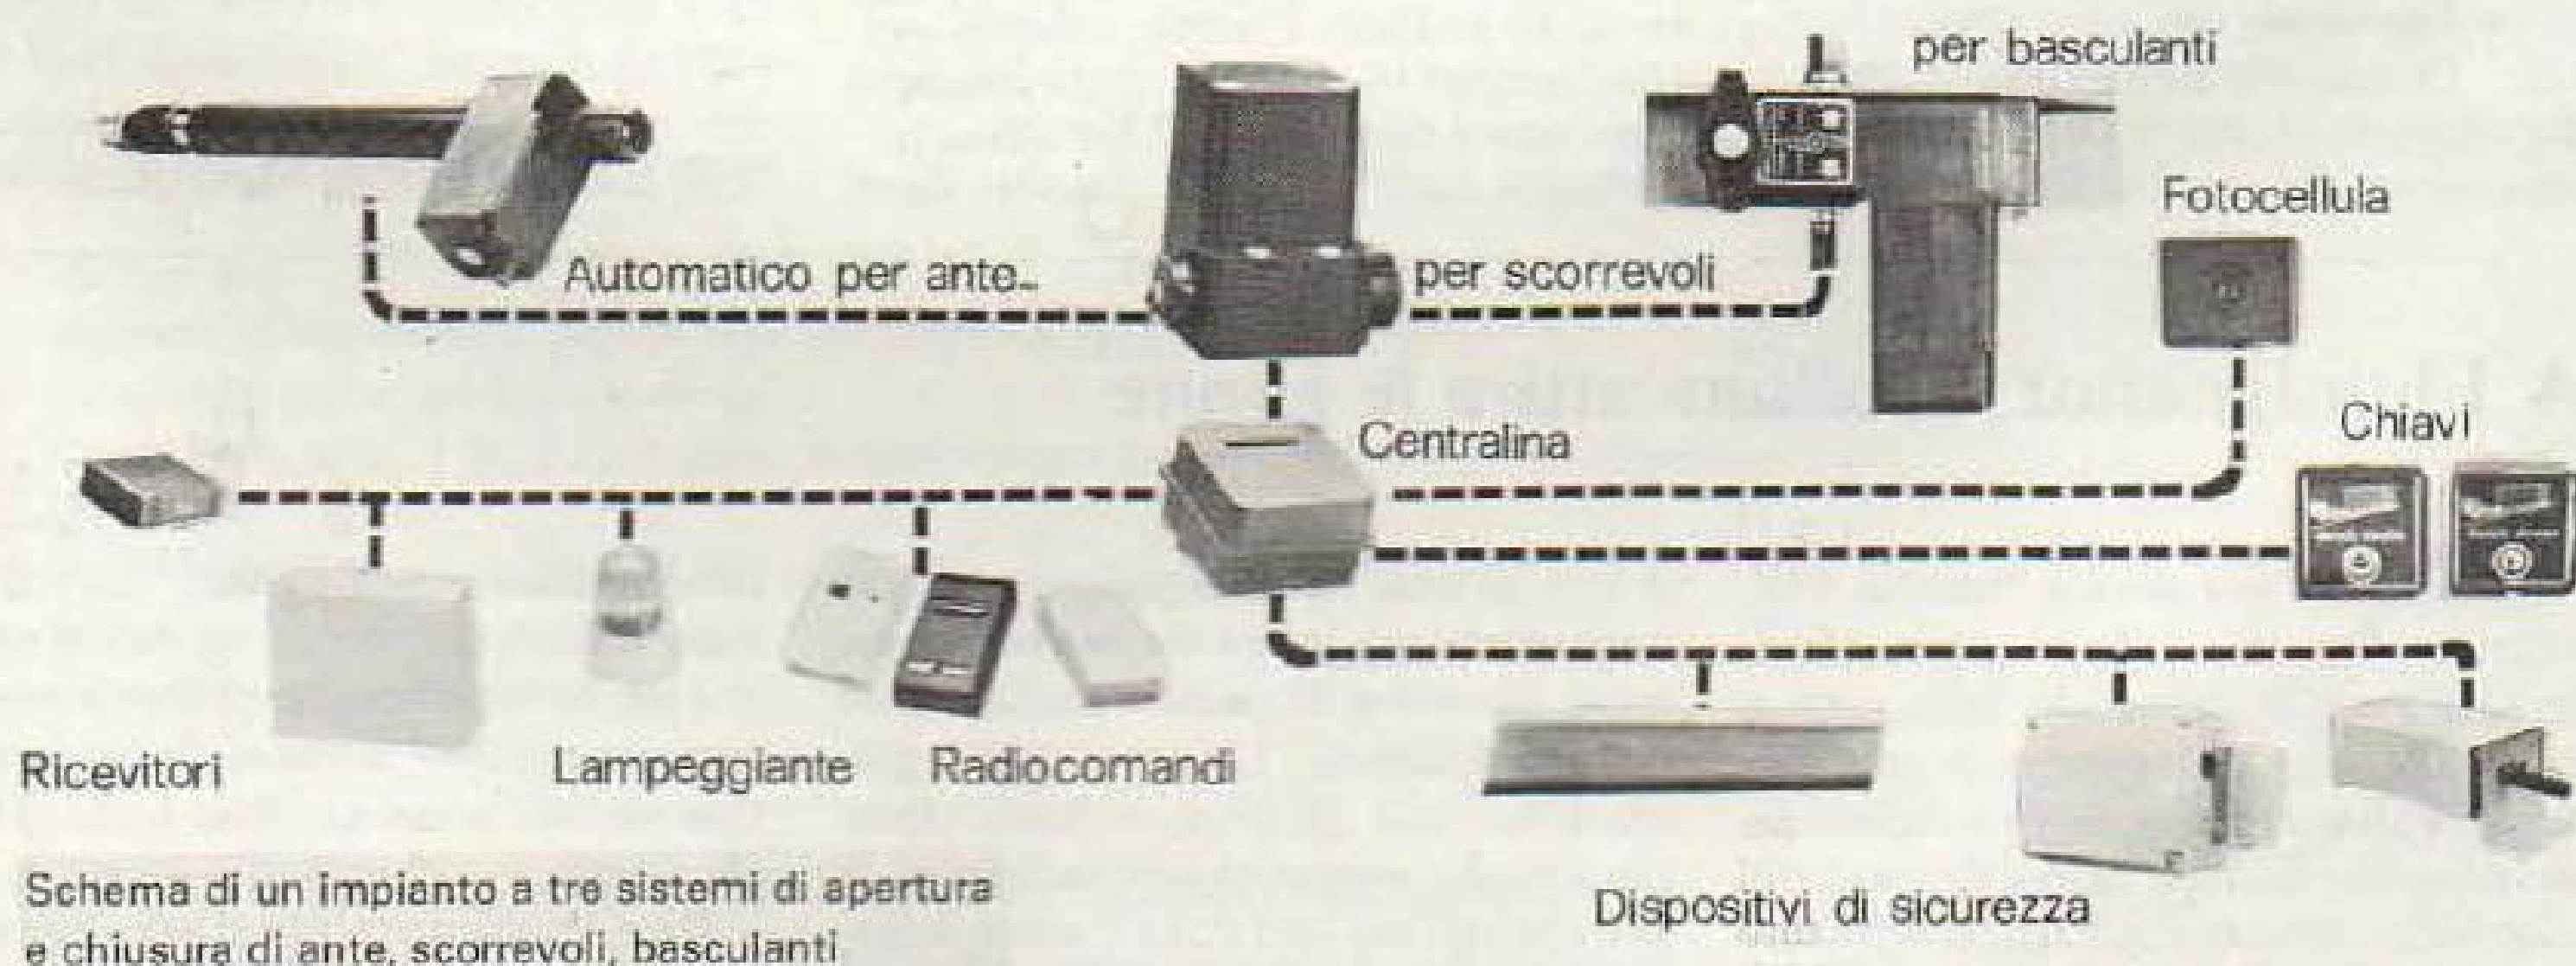 per basculanti
Fotocellula
Automatico per ante..
per scorrevoli
Chiavi
Centralina
Ricevitori
Lampeggiante
Radiocomandi
Dispositivi di sicurezza
Schema di un impianto a tre sistemi di apertura
e chiusura di ante, scorrevoli, basculanti